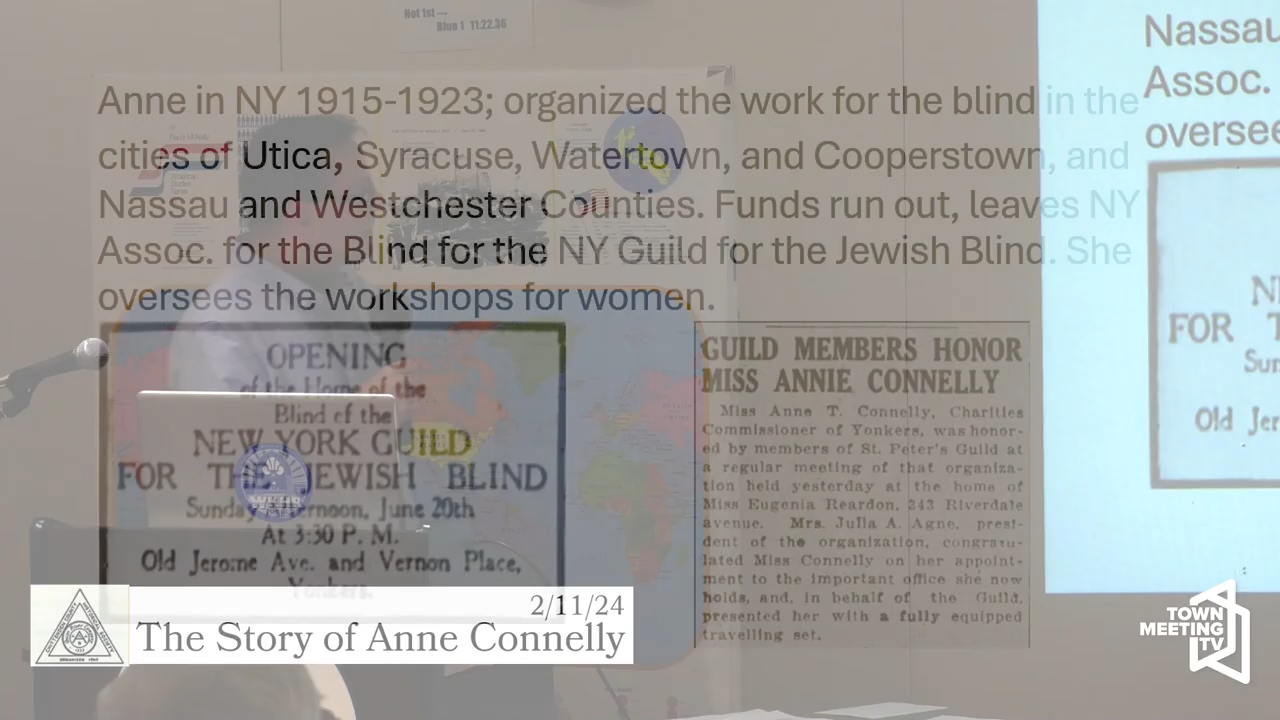 Not 1st —
Blue 1 11.22.36
Anne in NY 1915-1923; organized the work for the blind in the
cities of Utica, Syracuse, Watertown, and Cooperstown, and
Nassau and Westchester Counties. Funds run out, leaves NY
Assoc. for the Blind for the NY Guild for the Jewish Blind. She
oversees the workshops for women.
OPENING
of the Home of the
Blind of the
NEW YORK GUILD
FOR THE JEWISH BLIND
Sunday Afternoon, June 20th
At 3:30 P. M.
Old Jerome Ave. and Vernon Place,
Yonkers.
GUILD MEMBERS HONOR
MISS ANNIE CONNELLY
Miss Anne T. Connelly, Charities
Commissioner of Yonkers, was honor-
ed by members of St. Peter's Guild at
a regular meeting of that organiza-
tion held yesterday at the home of
Miss Eugenia Reardon, 343 Riverdale
avenue. Mrs. Julia A. Agne, presi-
dent of the organization, congratu-
lated Miss Connelly on her appoint-
ment to the important office she now
holds, and, in behalf of the Guild,
presented her with a fully equipped
travelling set.
Nassau
Assoc.
oversee
FOR
Sun
Old Jer
2/11/24
The Story of Anne Connelly
TOWN
MEETING
TV